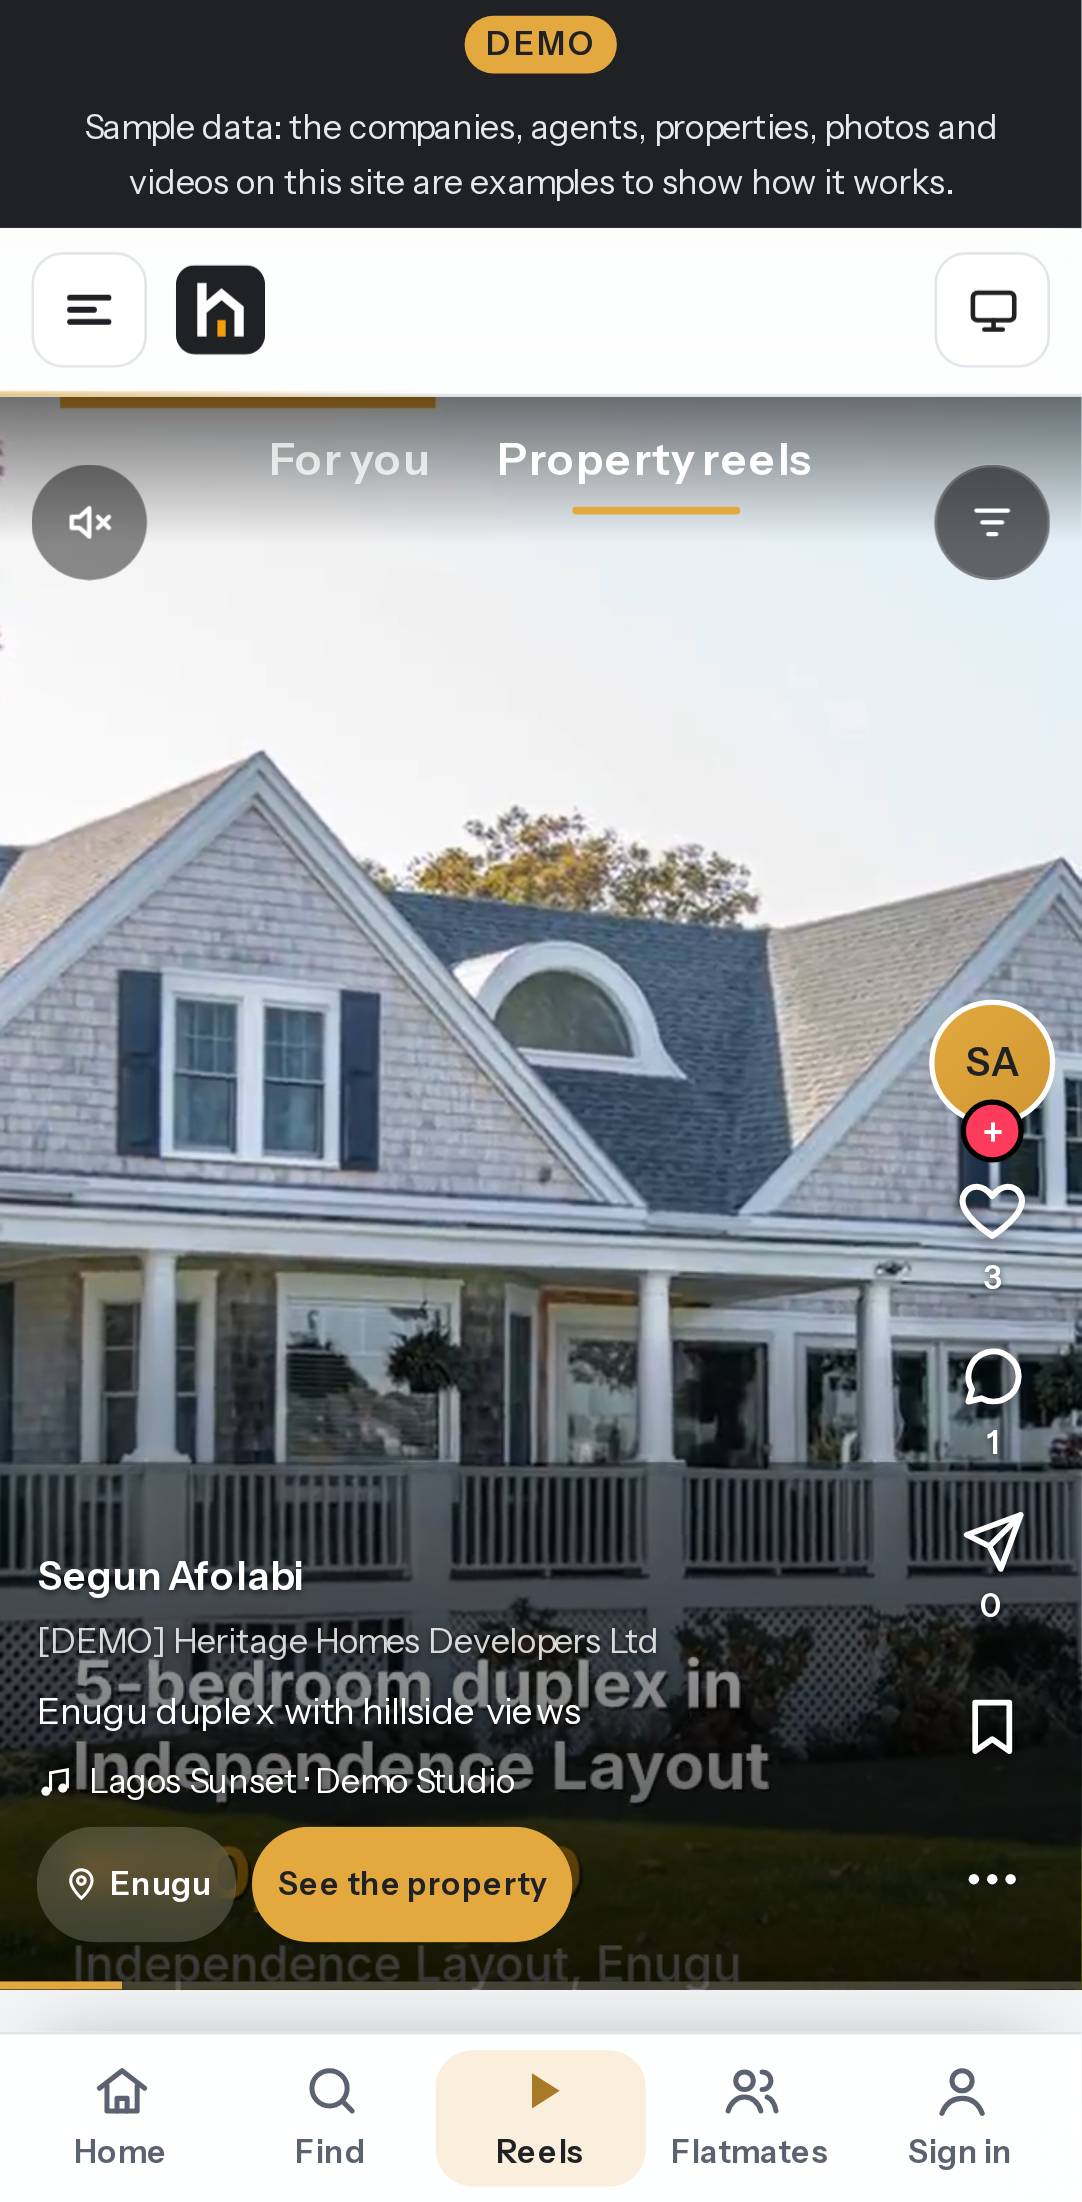 DEMO
Sample data: the companies, agents, properties, photos and
videos on this site are examples to show how it works.
For you
Property reels
SA
3
1
0
Segun Afolabi
[DEMO] Heritage Homes Developers Ltd
5-bedroom duplex in
Enugu duplex with hillside views
Independence Layout
Lagos Sunset · Demo Studio
Enugu
See the property
Independence Layout, Enugu
Home
Find
Reels
Flatmates
Sign in